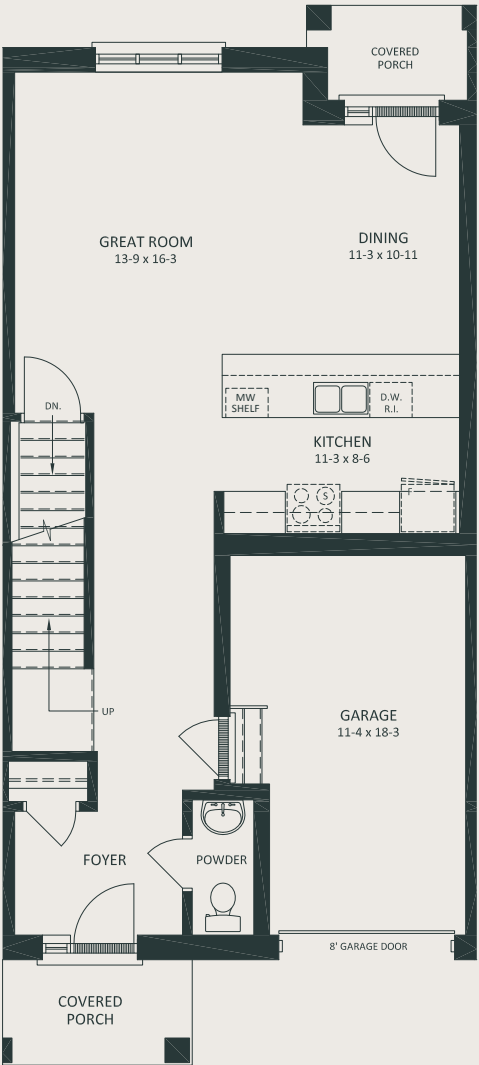 COVERED
PORCH
GREAT ROOM
13-9 x 16-3
DINING
11-3 x 10-11
DN.
MW
SHELF
D.W.
R.I.
KITCHEN
11-3 x 8-6
S
F
UP
GARAGE
11-4 x 18-3
FOYER
POWDER
8' GARAGE DOOR
COVERED
PORCH